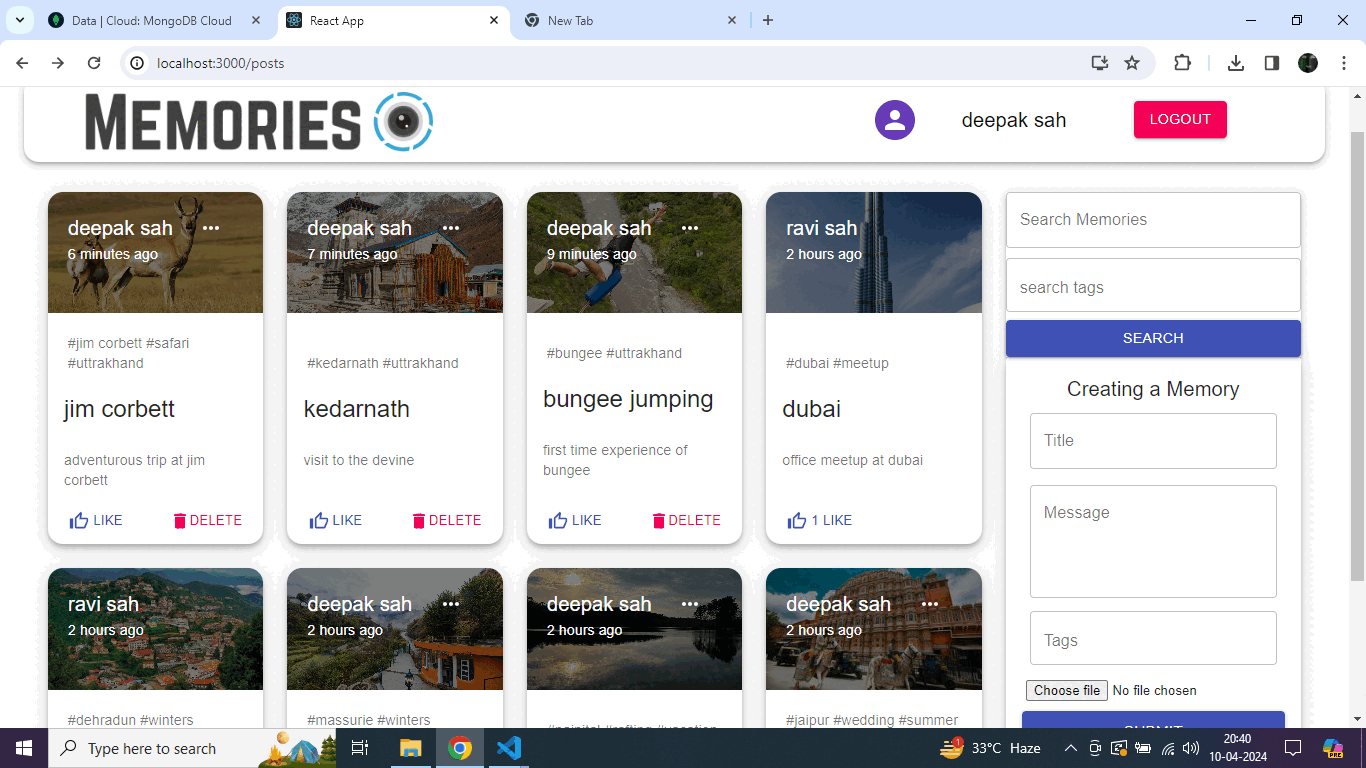 Data | Cloud: MongoDB Cloud
React App
New Tab
localhost:3000/posts
MEMORIES
deepak sah
LOGOUT
deepak sah
6 minutes ago
#jim corbett #safari
#uttrakhand
jim corbett
adventurous trip at jim
corbett
LIKE
DELETE
deepak sah
7 minutes ago
#kedarnath #uttrakhand
kedarnath
visit to the devine
LIKE
DELETE
deepak sah
9 minutes ago
#bungee #uttrakhand
bungee jumping
first time experience of
bungee
LIKE
DELETE
ravi sah
2 hours ago
#dubai #meetup
dubai
office meetup at dubai
1 LIKE
Search Memories
search tags
SEARCH
Creating a Memory
Title
Message
Tags
Choose file No file chosen
SUBMIT
ravi sah
2 hours ago
#dehradun #winters
deepak sah
2 hours ago
#massurie #winters
deepak sah
2 hours ago
#nainital #rafting #vacation
deepak sah
2 hours ago
#jaipur #wedding #summer
Type here to search
1
33°C Haze
20:40
10-04-2024
PRE